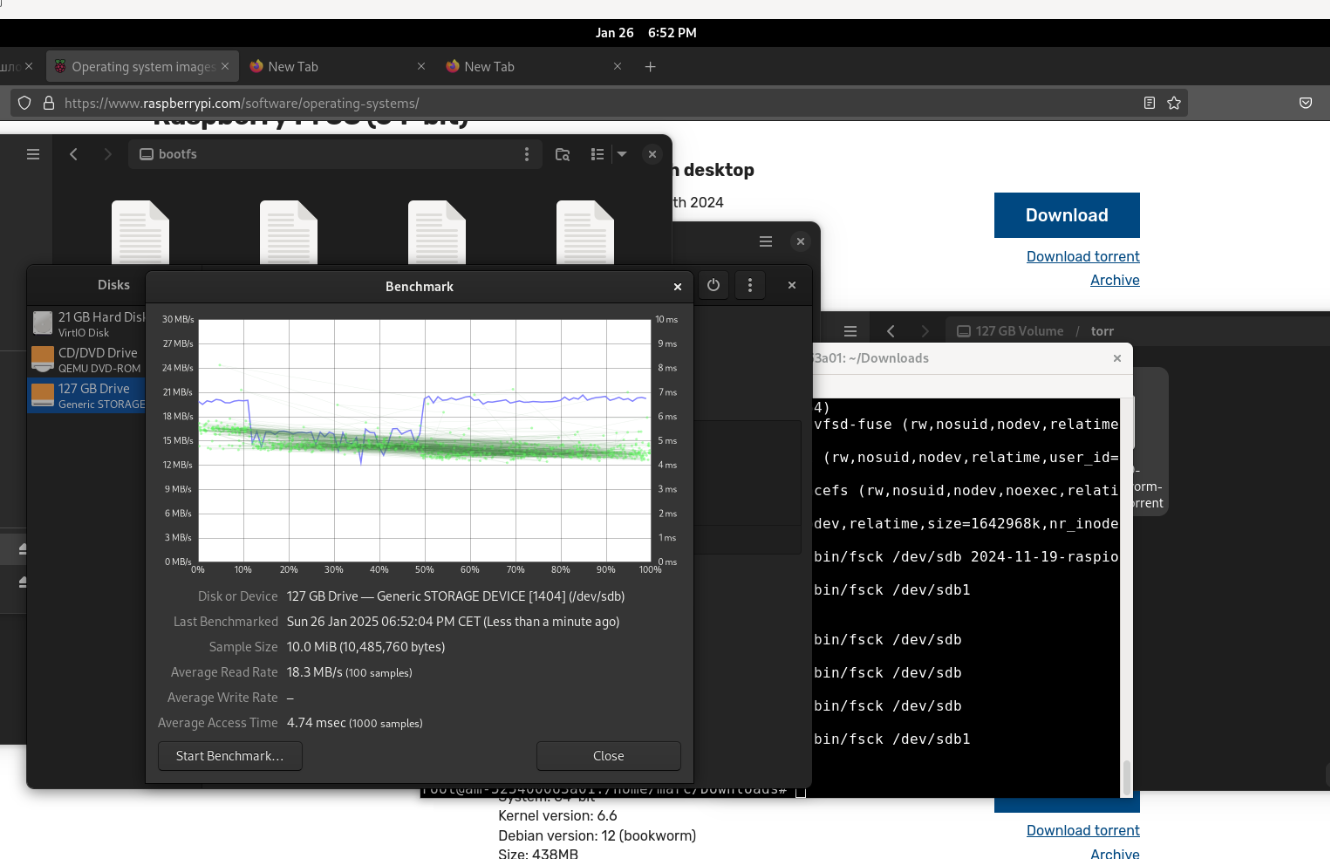 Jan 26 6:52 PM
Operating system images
New Tab
New Tab
https://www.raspberrypi.com/software/operating-systems/
bootfs
desktop
th 2024
Download
Download torrent
Archive
Disks
Benchmark
21 GB Hard Disk
VirtIO Disk
CD/DVD Drive
QEMU DVD-ROM
127 GB Drive
Generic STORAGE
30 MB/s
27 MB/s
24 MB/s
21 MB/s
18 MB/s
15 MB/s
12 MB/s
9 MB/s
6 MB/s
3 MB/s
0 MB/s
10 ms
9 ms
8 ms
7 ms
6 ms
5 ms
4 ms
3 ms
2 ms
1 ms
0 ms
0% 10% 20% 30% 40% 50% 60% 70% 80% 90% 100%
Disk or Device 127 GB Drive — Generic STORAGE DEVICE [1404] (/dev/sdb)
Last Benchmarked Sun 26 Jan 2025 06:52:04 PM CET (Less than a minute ago)
Sample Size 10.0 MiB (10,485,760 bytes)
Average Read Rate 18.3 MB/s (100 samples)
Average Write Rate –
Average Access Time 4.74 msec (1000 samples)
Start Benchmark…
Close
127 GB Volume / torr
3a01: ~/Downloads
4)
vfsd-fuse (rw,nosuid,nodev,relatime
(rw,nosuid,nodev,relatime,user_id=
cefs (rw,nosuid,nodev,noexec,relati
dev,relatime,size=1642968k,nr_inode
bin/fsck /dev/sdb 2024-11-19-raspio
bin/fsck /dev/sdb1
bin/fsck /dev/sdb
bin/fsck /dev/sdb
bin/fsck /dev/sdb
bin/fsck /dev/sdb1
orm-
rrent
System: 64-bit
Kernel version: 6.6
Debian version: 12 (bookworm)
Size: 438MB
Download torrent
Archive